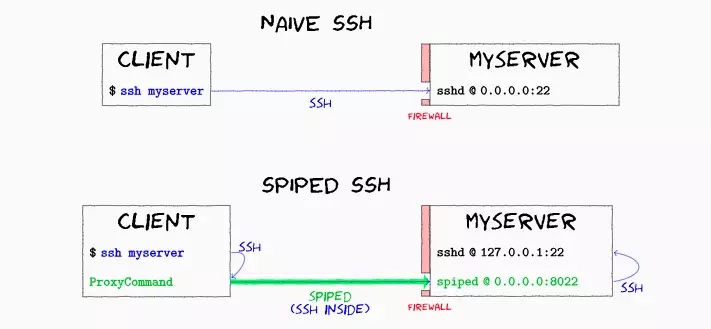 NAIVE SSH
CLIENT
$ ssh myserver
SSH
FIREWALL
MYSERVER
sshd @ 0.0.0.0:22
SPIPED SSH
CLIENT
$ ssh myserver
SSH
ProxyCommand
SPIPED
(SSH INSIDE)
FIREWALL
MYSERVER
sshd @ 127.0.0.1:22
spiped @ 0.0.0.0:8022
SSH